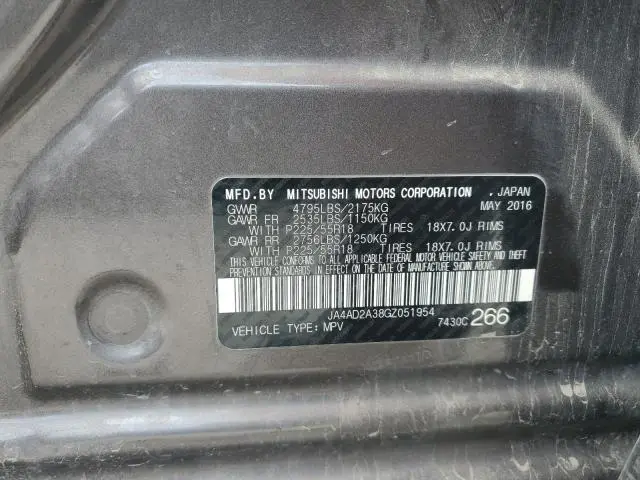 MFD.BY MITSUBISHI MOTORS CORPORATION .JAPAN
GVWR 4795LBS/2175KG MAY 2016
GAWR FR 2535LBS/1150KG
WITH P225/55R18 TIRES 18X7.0J RIMS
GAWR RR 2756LBS/1250KG
WITH P225/55R18 TIRES 18X7.0J RIMS
THIS VEHICLE CONFORMS TO ALL APPLICABLE FEDERAL MOTOR VEHICLE SAFETY AND THEFT
PREVENTION STANDARDS IN EFFECT ON THE DATE OF MANUFACTURE SHOWN ABOVE.
JA4AD2A38GZ051954
VEHICLE TYPE: MPV 7430C 266